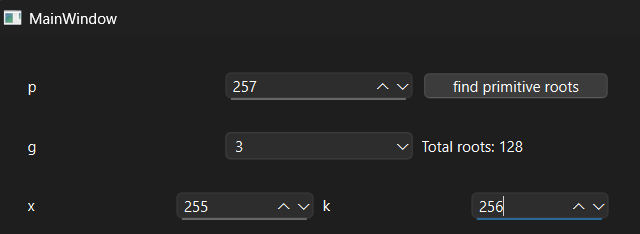 MainWindow
p 257 find primitive roots
g 3 Total roots: 128
x 255 k 256